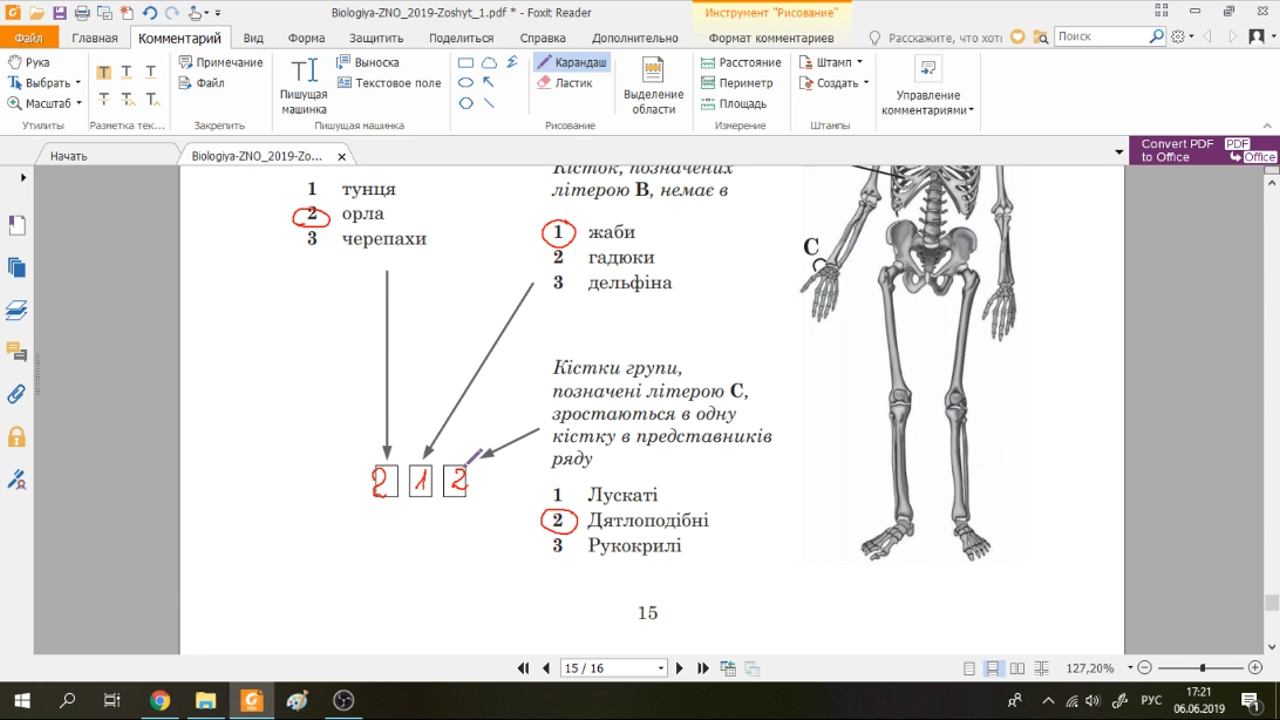 Biologiya-ZNO_2019-Zoshyt_1.pdf * - Foxit Reader
Инструмент "Рисование"
Файл
Главная
Комментарий
Вид
Форма
Защитить
Поделиться
Справка
Дополнительно
Формат комментариев
Расскажите, что хоті
Поиск
Рука
Выбрать
Масштаб
Утилиты
Разметка тек...
Примечание
Файл
Закрепить
Пишущая машинка
Выноска
Текстовое поле
Пишущая машинка
Карандаш
Ластик
Рисование
Выделение области
Расстояние
Периметр
Площадь
Измерение
Штамп
Создать
Штампы
Управление комментариями
Начать
Biologiya-ZNO_2019-Zo...
Convert PDF to Office
PDF
Office
1 тунця
2 орла
3 черепахи
Кісток, позначених
літерою В, немає в
1 жаби
2 гадюки
3 дельфіна
C
Кістки групи,
позначені літерою С,
зростаються в одну
кістку в представників
ряду
1 Лускаті
2 Дятлоподібні
3 Рукокрилі
2 1 2
15
15 / 16
127,20%
РУС
17:21
06.06.2019
1